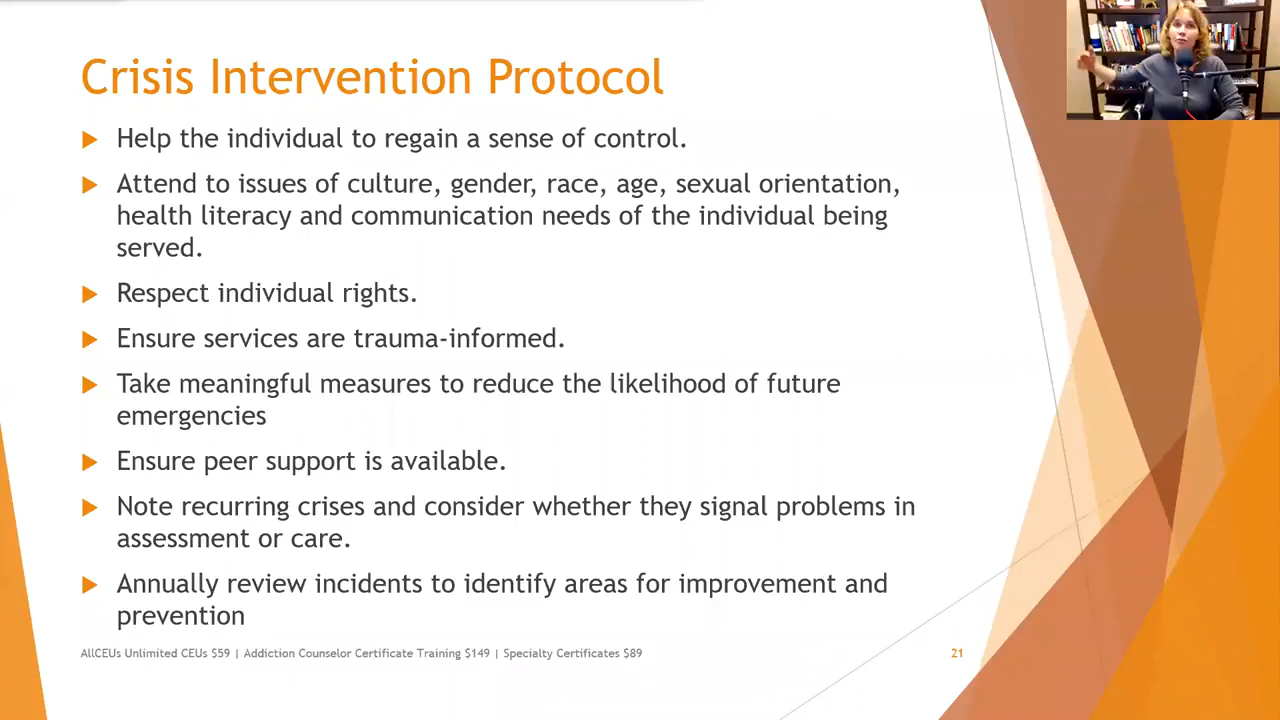 Crisis Intervention Protocol
Help the individual to regain a sense of control.
Attend to issues of culture, gender, race, age, sexual orientation,
health literacy and communication needs of the individual being
served.
Respect individual rights.
Ensure services are trauma-informed.
Take meaningful measures to reduce the likelihood of future
emergencies
Ensure peer support is available.
Note recurring crises and consider whether they signal problems in
assessment or care.
Annually review incidents to identify areas for improvement and
prevention
AllCEUs Unlimited CEUs $59 | Addiction Counselor Certificate Training $149 | Specialty Certificates $89
21